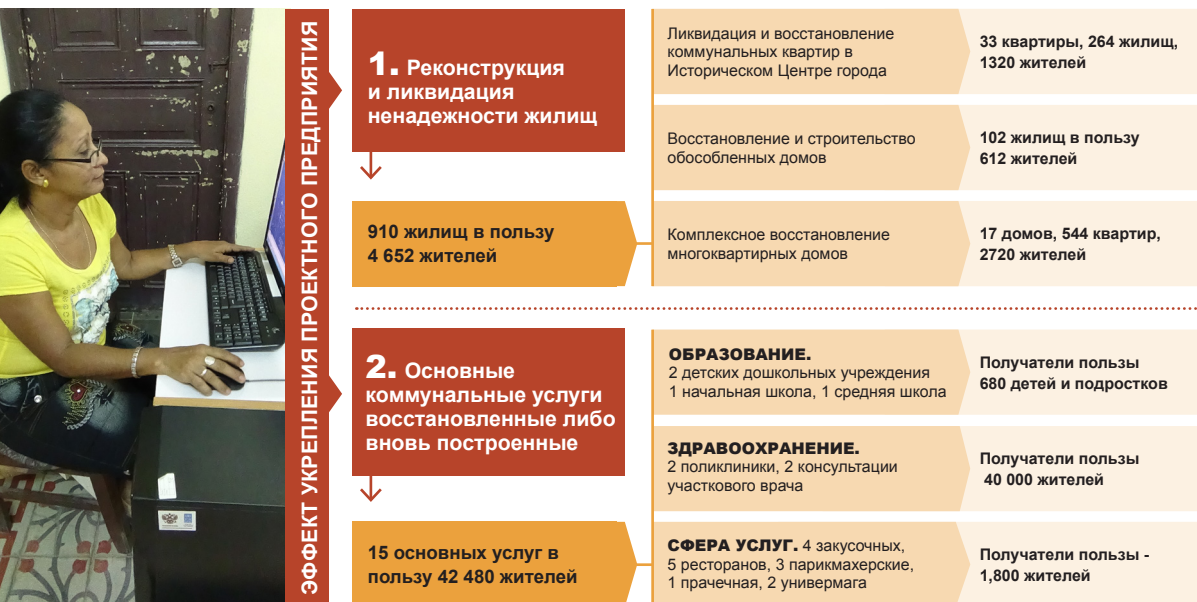 ЭФФЕКТ УКРЕПЛЕНИЯ ПРОЕКТНОГО ПРЕДПРИЯТИЯ
1. Реконструкция
и ликвидация
ненадежности жилищ
910 жилищ в пользу
4 652 жителей
Ликвидация и восстановление
коммунальных квартир в
Историческом Центре города
33 квартиры, 264 жилищ,
1320 жителей
Восстановление и строительство
обособленных домов
102 жилищ в пользу
612 жителей
Комплексное восстановление
многоквартирных домов
17 домов, 544 квартир,
2720 жителей
2. Основные
коммунальные услуги
восстановленные либо
вновь построенные
15 основных услуг в
пользу 42 480 жителей
ОБРАЗОВАНИЕ.
2 детских дошкольных учреждения
1 начальная школа, 1 средняя школа
Получатели пользы
680 детей и подростков
ЗДРАВООХРАНЕНИЕ.
2 поликлиники, 2 консультации
участкового врача
Получатели пользы
40 000 жителей
СФЕРА УСЛУГ. 4 закусочных,
5 ресторанов, 3 парикмахерские,
1 прачечная, 2 универмага
Получатели пользы -
1,800 жителей